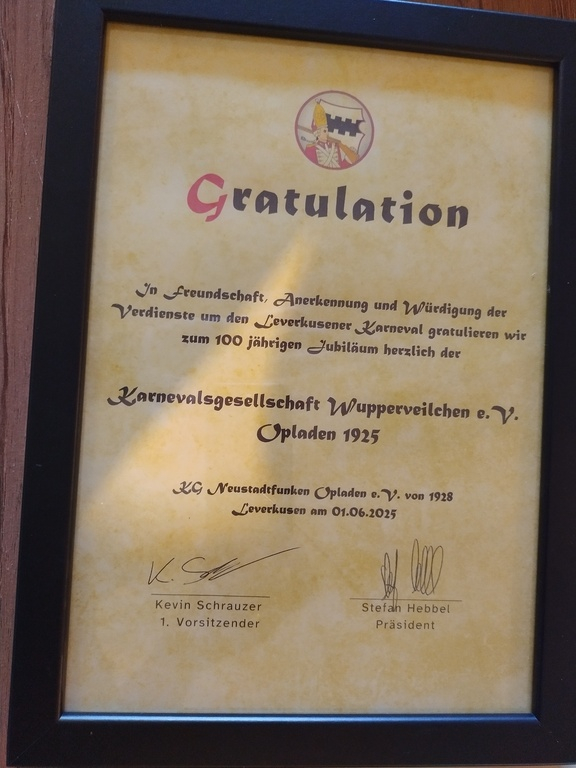 Gratulation
In Freundschaft, Anerkennung und Würdigung der
Verdienste um den Leverkusener Karneval gratulieren wir
zum 100 jährigen Jubiläum herzlich der
Karnevalsgesellschaft Wupperveilchen e.V.
Opladen 1925
KG Neustadtfunken Opladen e.V. von 1928
Leverkusen am 01.06.2025
Kevin Schrauzer
1. Vorsitzender
Stefan Hebbel
Präsident